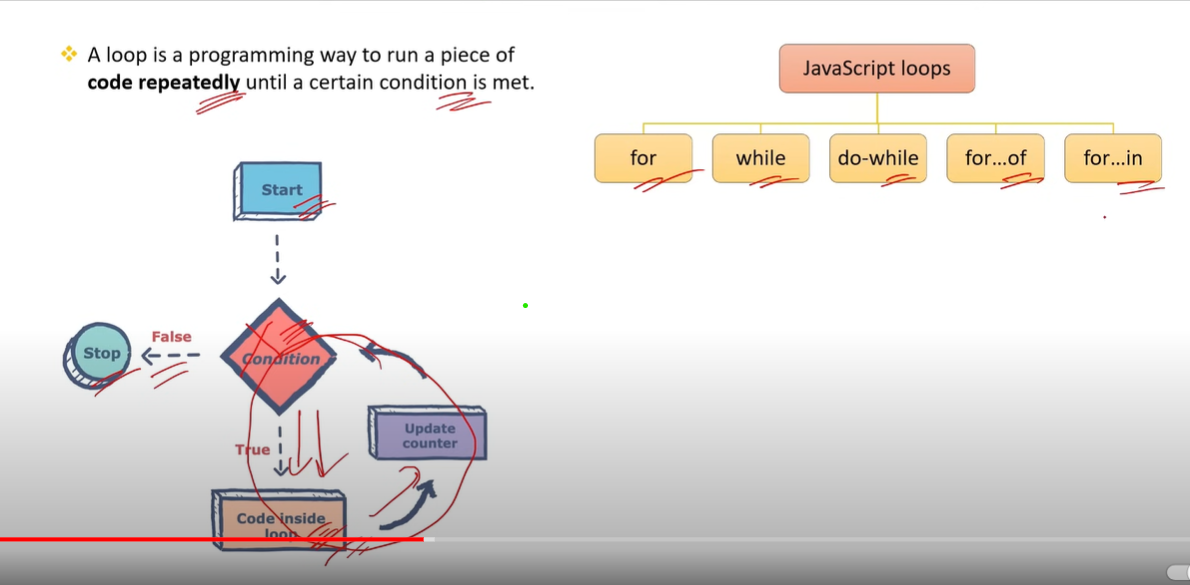 A loop is a programming way to run a piece of
code repeatedly until a certain condition is met.
JavaScript loops
for
while
do-while
for...of
for...in
Start
Condition
False
Stop
True
Update
counter
Code inside
loop